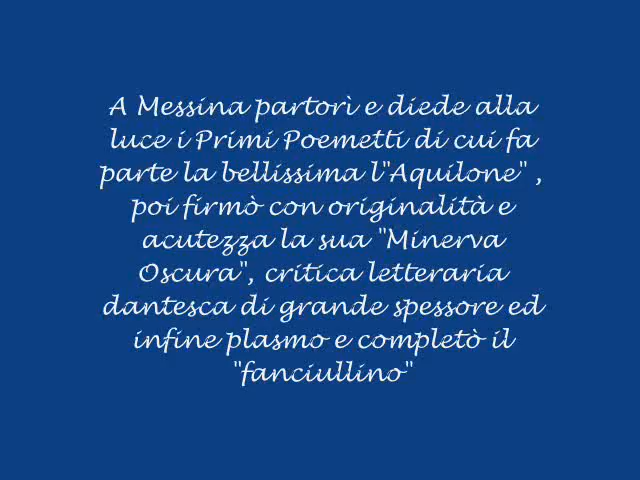 A Messina partorì e diede alla
luce i Primi Poemetti di cui fa
parte la bellissima l"Aquilone" ,
poi firmò con originalità e
acutezza la sua "Minerva
Oscura", critica letteraria
dantesca di grande spessore ed
infine plasmo e completò il
"fanciullino"